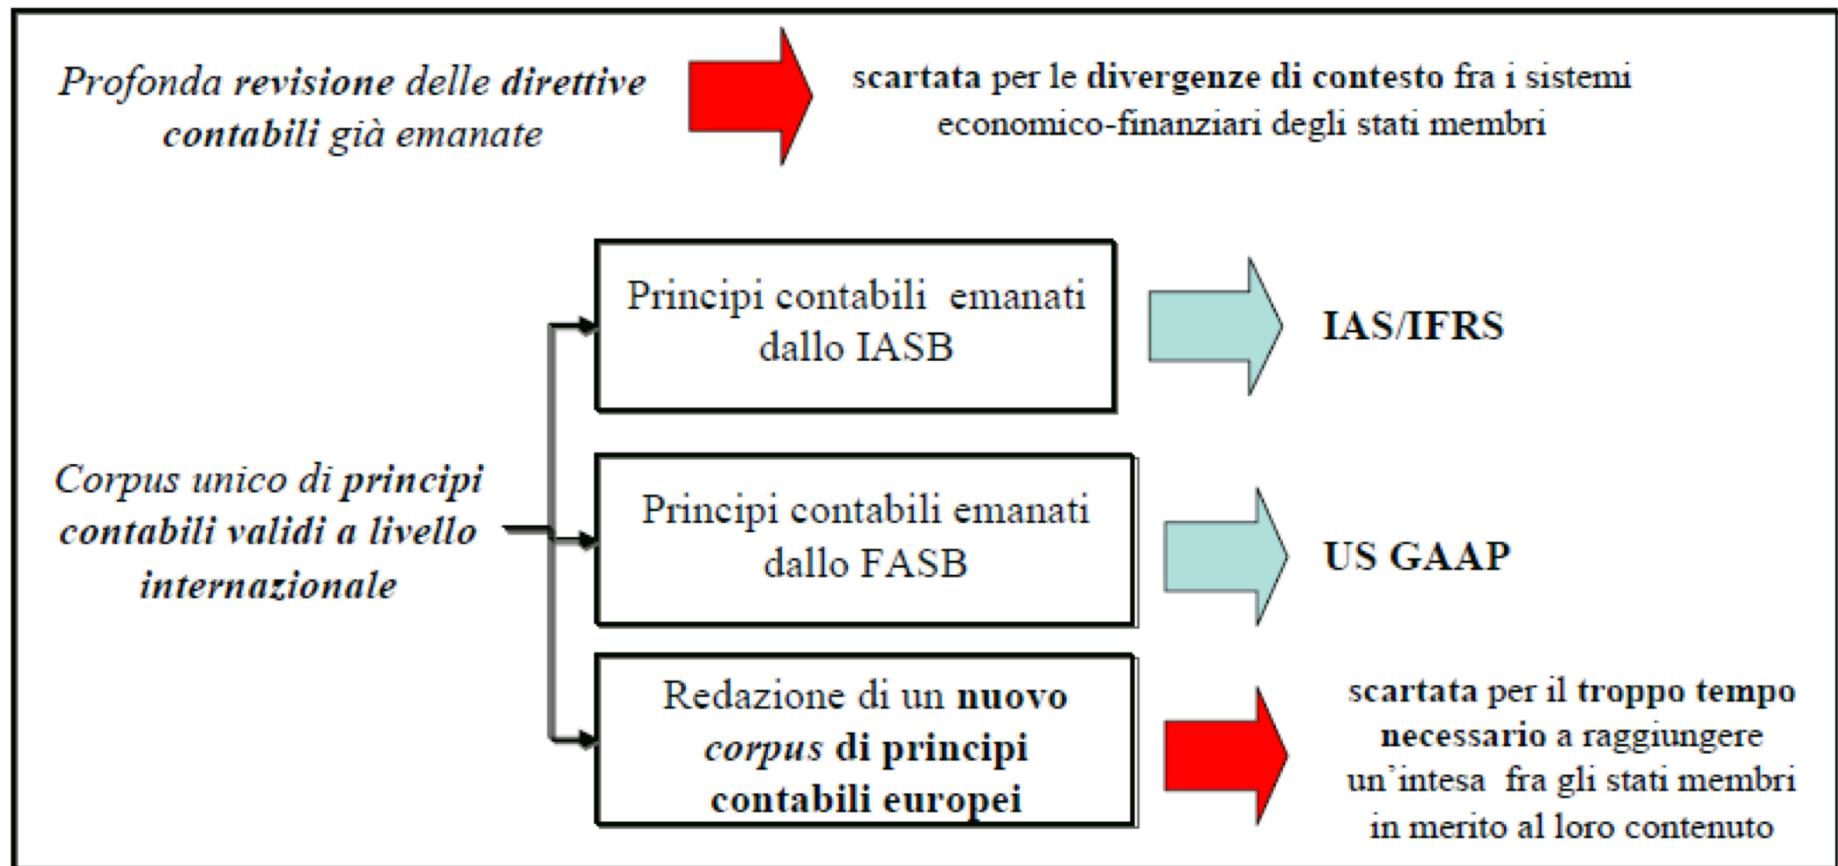 Profonda revisione delle direttive
contabili già emanate
scartata per le divergenze di contesto fra i sistemi
economico-finanziari degli stati membri
Corpus unico di principi
contabili validi a livello
internazionale
Principi contabili emanati
dallo IASB
IAS/IFRS
Principi contabili emanati
dallo FASB
US GAAP
Redazione di un nuovo
corpus di principi
contabili europei
scartata per il troppo tempo
necessario a raggiungere
un'intesa fra gli stati membri
in merito al loro contenuto